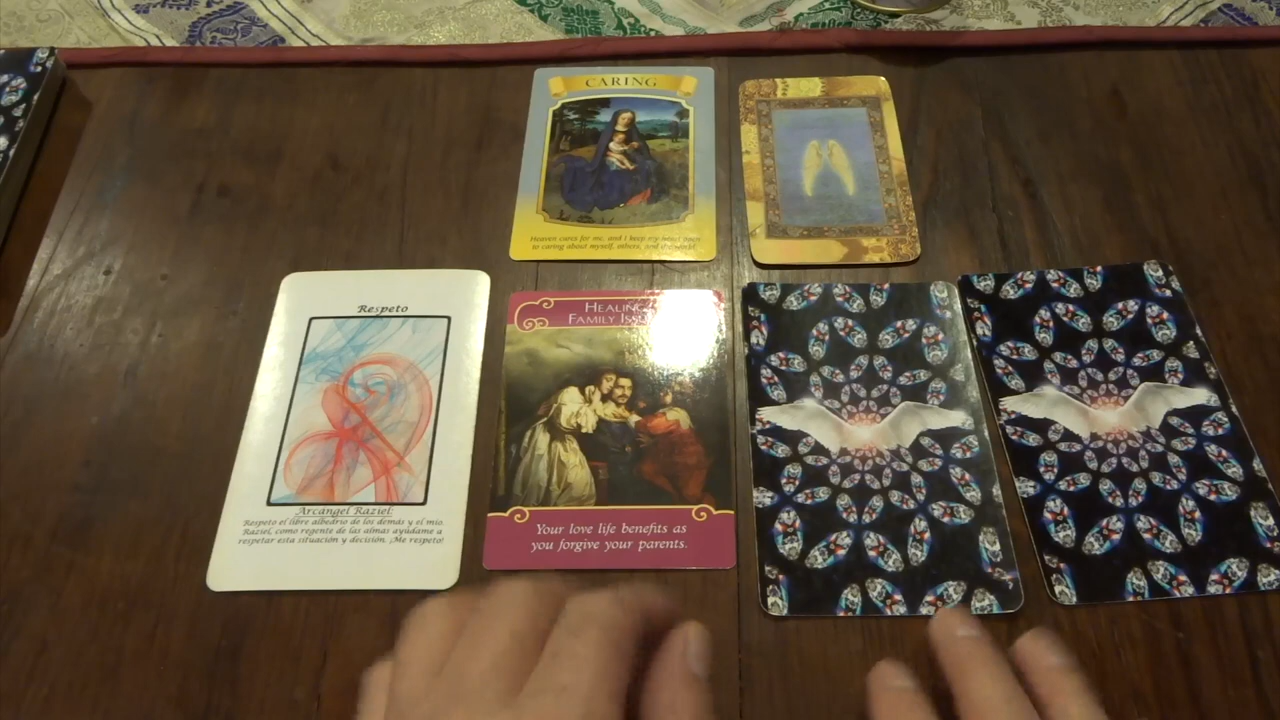 CARING
Heaven cares for me, and I keep my heart open
to caring about myself, others, and the world.
Respeto
Arcángel Raziel:
Respeto el libre albedrío de los demás y el mío.
Raziel, como regente de las almas ayúdame a
respetar esta situación y decisión. ¡Me respeto!
HEALING
FAMILY
Your love life benefits as
you forgive your parents.